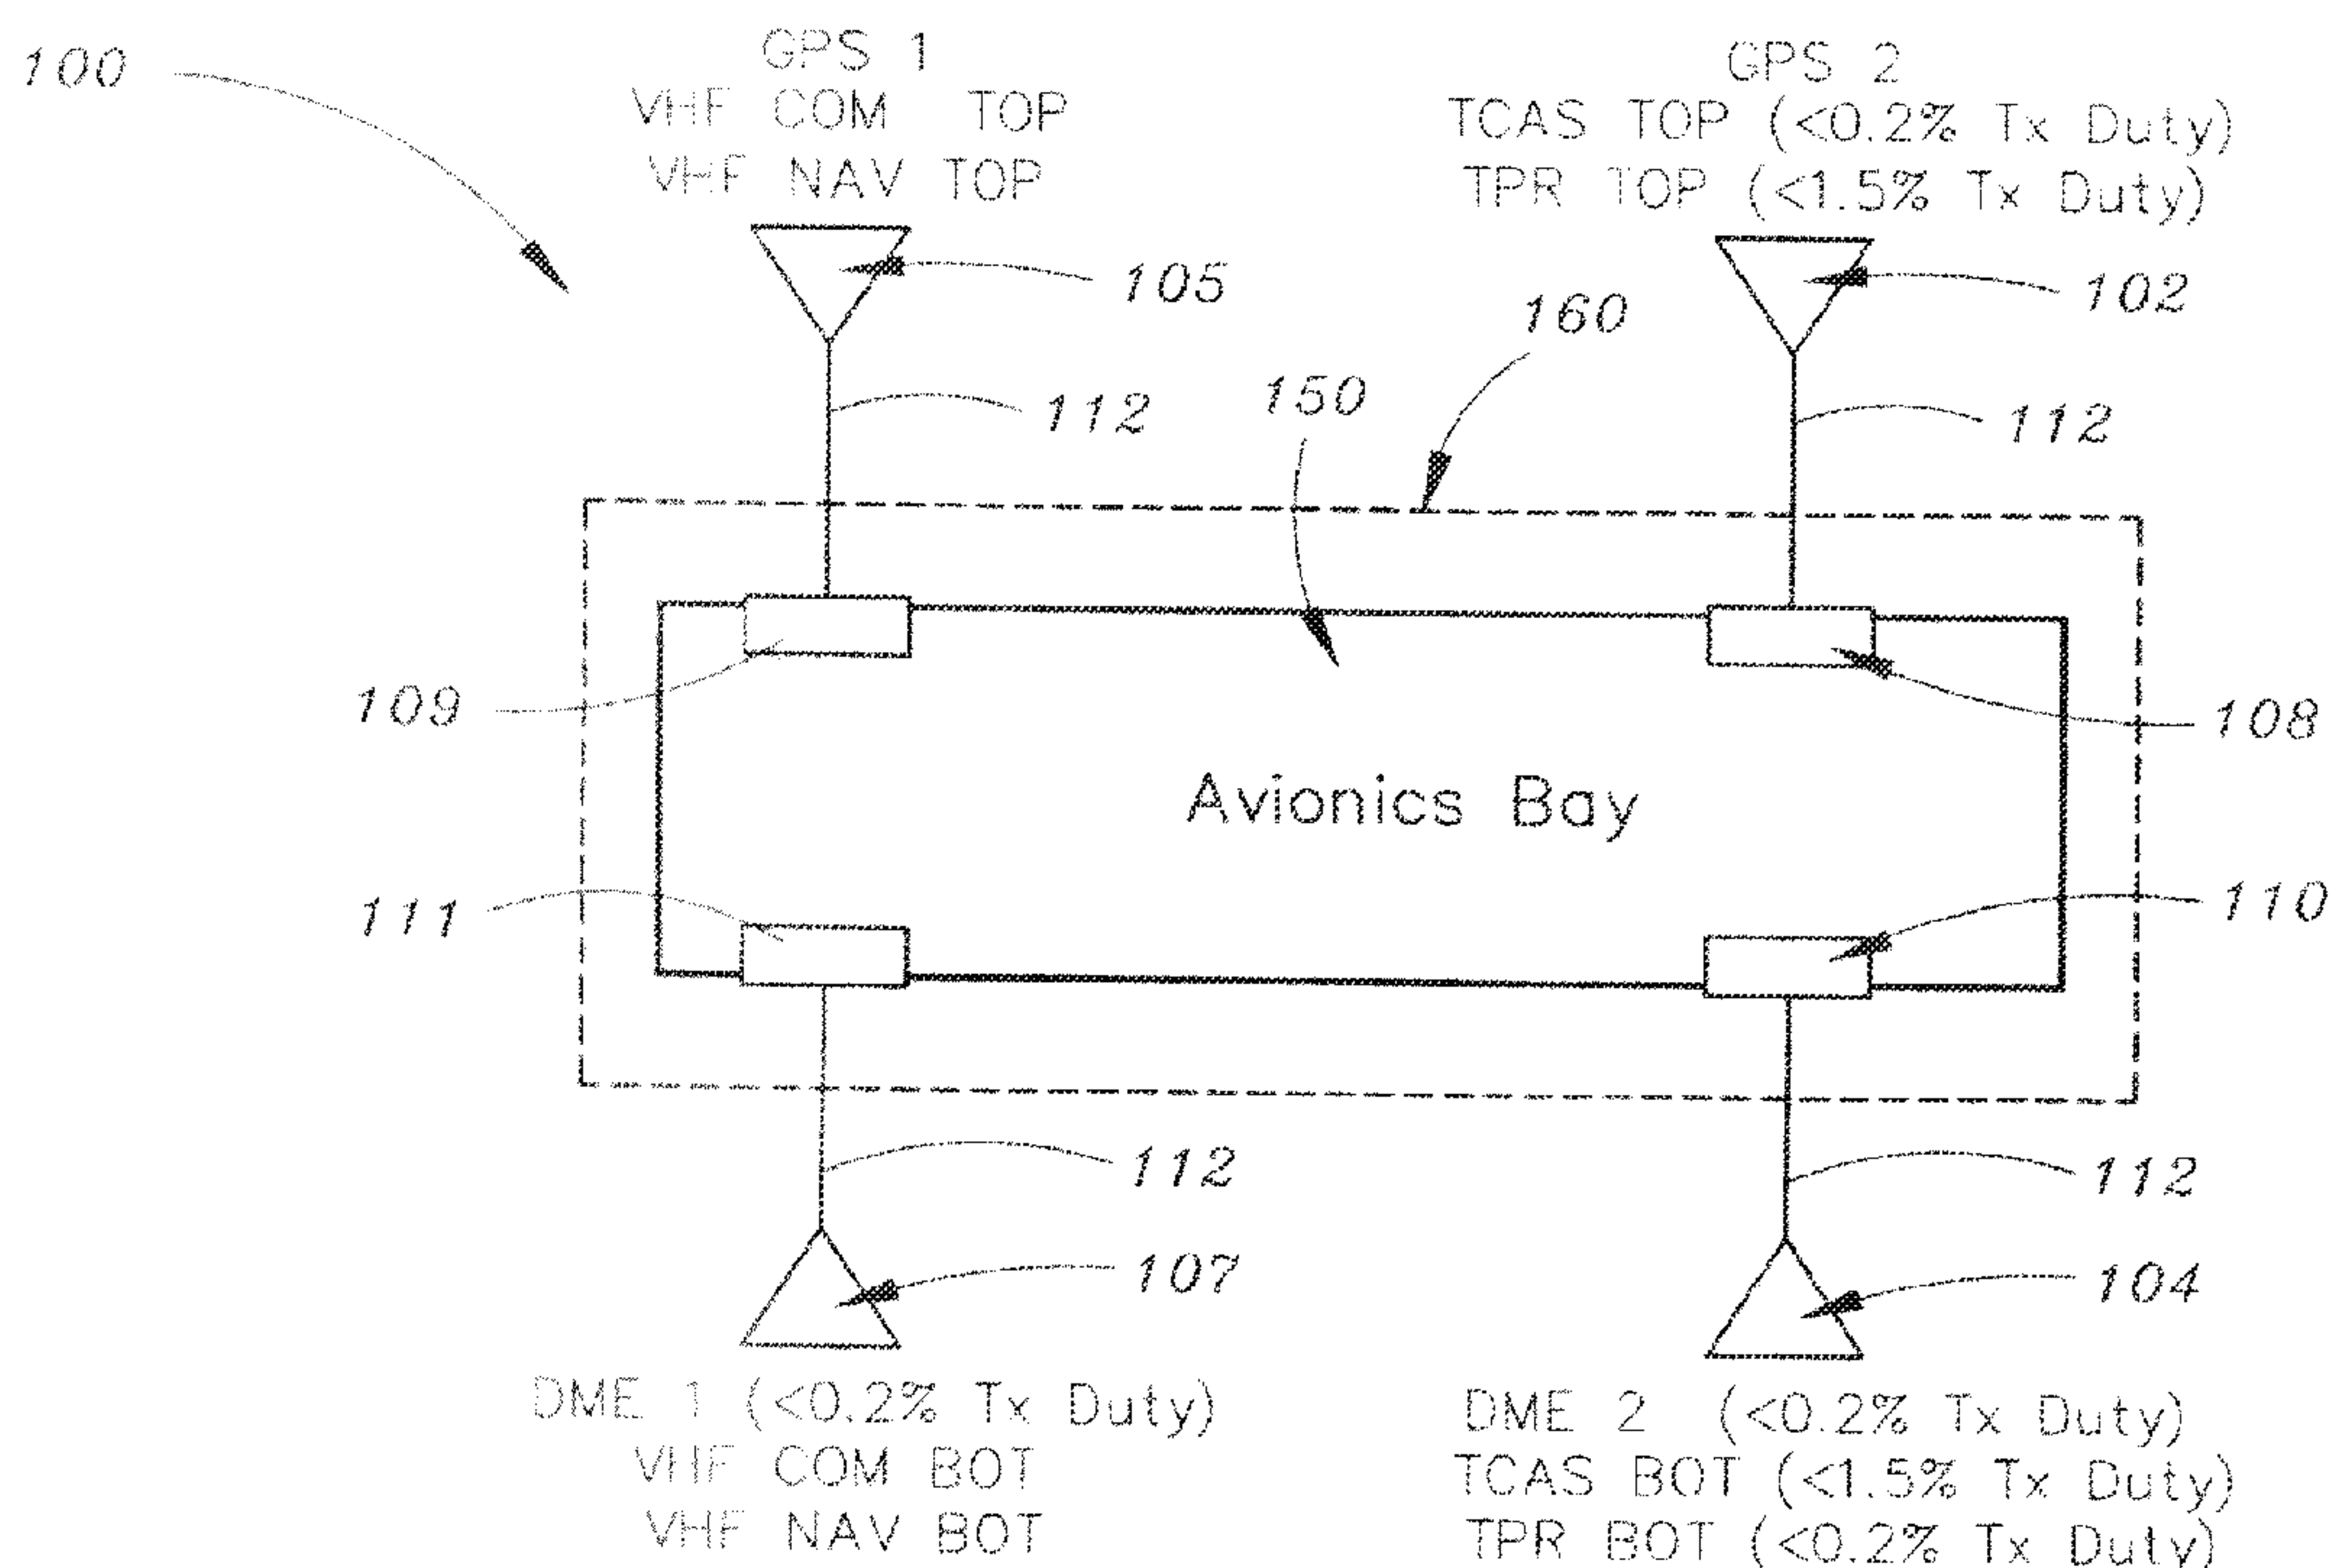 100
GPS 1
VHF COM TOP
VHF NAV TOP
GPS 2
TCAS TOP (<0.2% Tx Duty)
TPR TOP (<1.5% Tx Duty)
105
102
160
150
112
112
109
108
Avionics Bay
111
110
112
112
107
104
DME 1 (<0.2% Tx Duty)
VHF COM BOT
VHF NAV BOT
DME 2 (<0.2% Tx Duty)
TCAS BOT (<1.5% Tx Duty)
TPR BOT (<0.2% Tx Duty)